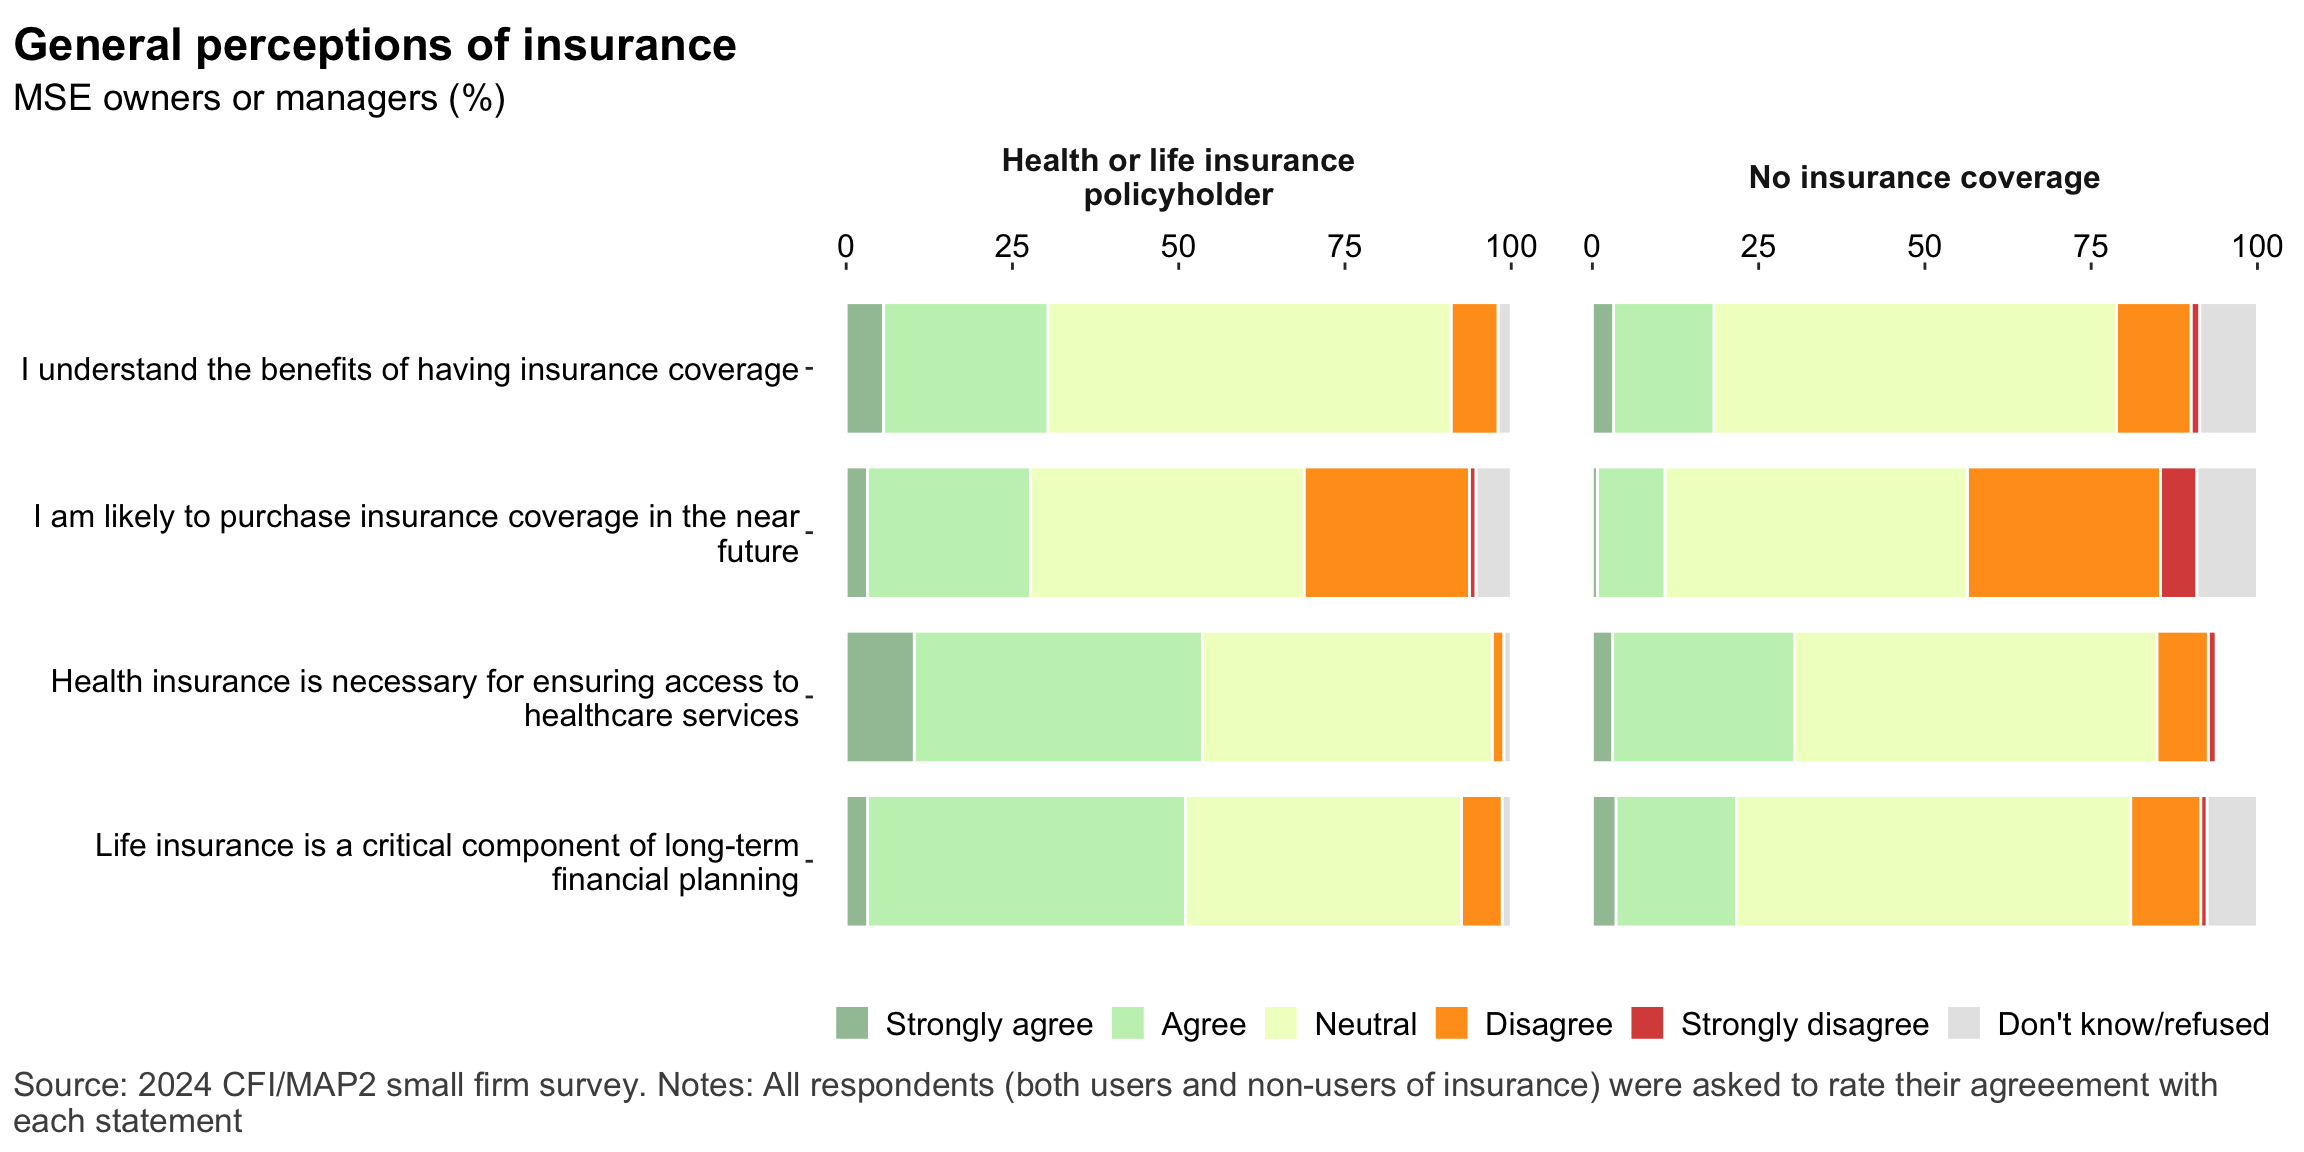 General perceptions of insurance
MSE owners or managers (%)
Health or life insurance
policyholder
No insurance coverage
0 25 50 75 100 0 25 50 75 100
I understand the benefits of having insurance coverage
I am likely to purchase insurance coverage in the near
future
Health insurance is necessary for ensuring access to
healthcare services
Life insurance is a critical component of long-term
financial planning
Strongly agree Agree Neutral Disagree Strongly disagree Don't know/refused
Source: 2024 CFI/MAP2 small firm survey. Notes: All respondents (both users and non-users of insurance) were asked to rate their agreeement with
each statement